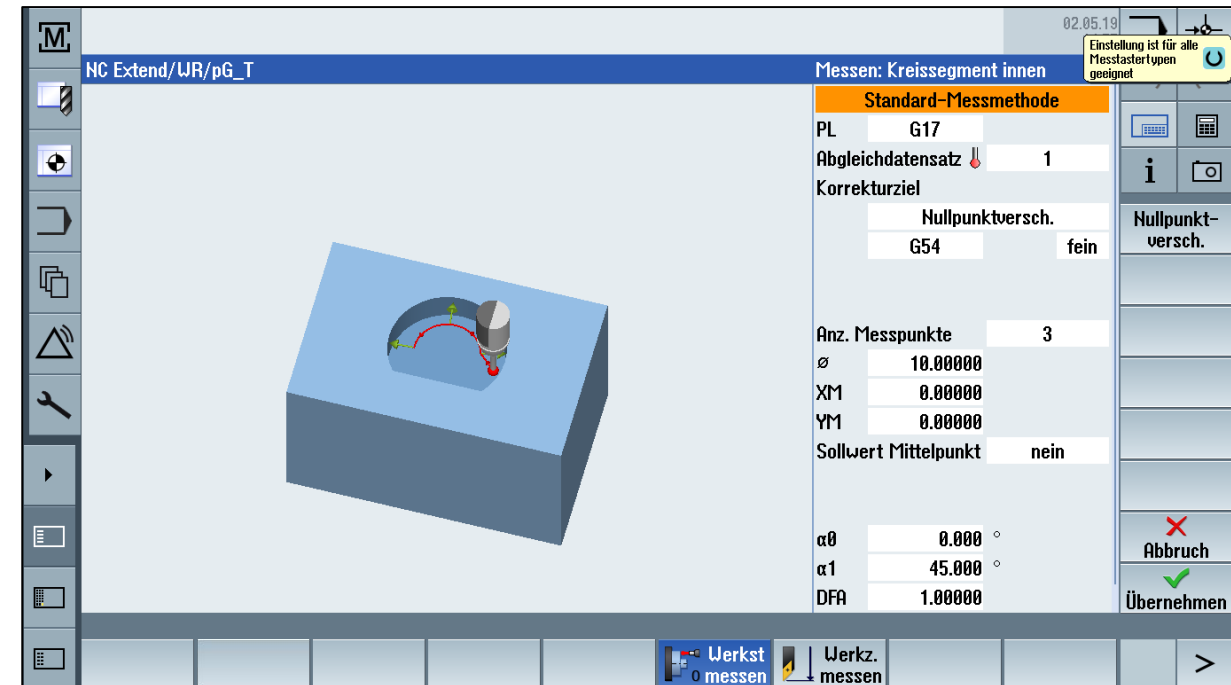 M
02.05.19
Einstellung ist für alle
Messtastertypen
geeignet
NC Extend/WR/pG_T
Messen: Kreissegment innen
Standard-Messmethode
PL G17
Abgleichdatensatz 1
Korrekturziel
Nullpunktversch.
G54 fein
Anz. Messpunkte 3
ø 10.00000
XM 0.00000
YM 0.00000
Sollwert Mittelpunkt nein
α0 0.000 °
α1 45.000 °
DFA 1.00000
i
Nullpunkt-
versch.
Abbruch
Übernehmen
Werkst
0 messen
Werkz.
messen
>